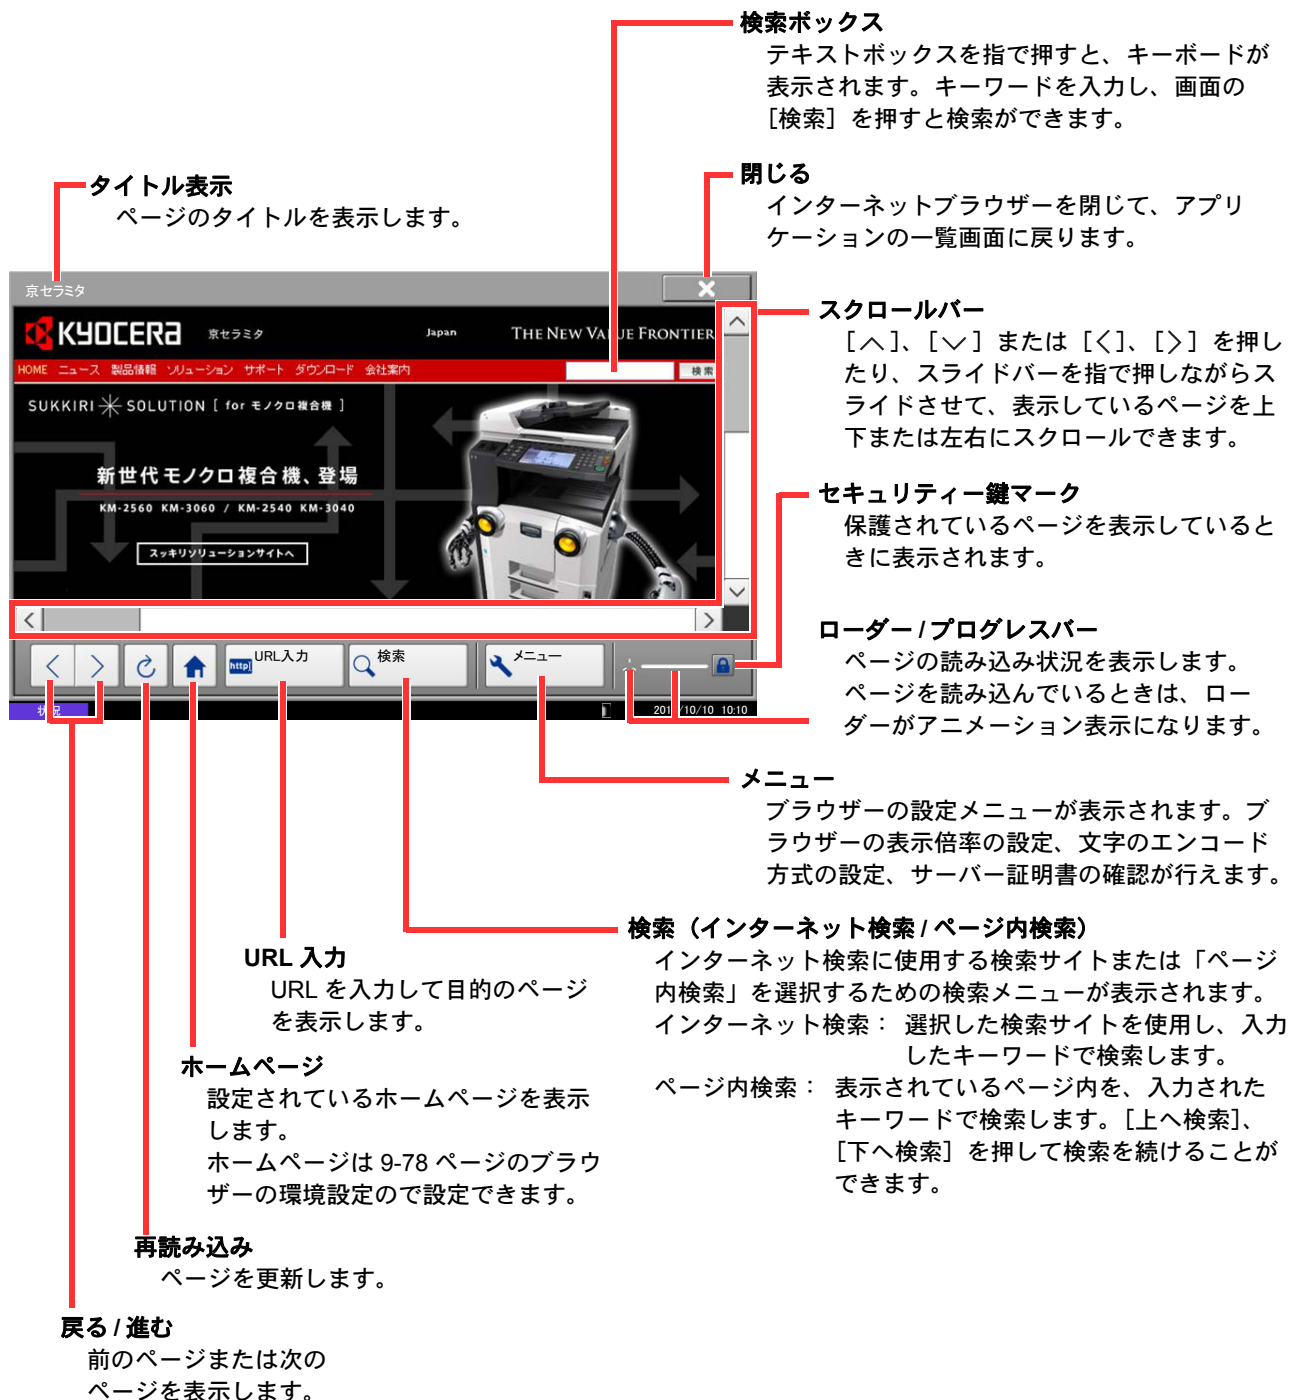 検索ボックス
テキストボックスを指で押すと、キーボードが
表示されます。キーワードを入力し、画面の
［検索］を押すと検索ができます。
タイトル表示
ページのタイトルを表示します。
閉じる
インターネットブラウザーを閉じて、アプリ
ケーションの一覧画面に戻ります。
京セラミタ
KYOCERA 京セラミタ Japan THE NEW VALUE FRONTIER
HOME ニュース 製品情報 ソリューション サポート ダウンロード 会社案内 検索
SUKKIRI SOLUTION [ for モノクロ複合機 ]
新世代モノクロ複合機、登場
KM-2560 KM-3060 / KM-2540 KM-3040
スッキリソリューションサイトへ
スクロールバー
［︿］、［﹀］または［〈］、［〉］を押し
たり、スライドバーを指で押しながらス
ライドさせて、表示しているページを上
下または左右にスクロールできます。
セキュリティー鍵マーク
保護されているページを表示していると
きに表示されます。
ローダー / プログレスバー
ページの読み込み状況を表示します。
ページを読み込んでいるときは、ロー
ダーがアニメーション表示になります。
http URL入力 検索 メニュー
状況 /10/10 10:10
メニュー
ブラウザーの設定メニューが表示されます。ブ
ラウザーの表示倍率の設定、文字のエンコード
方式の設定、サーバー証明書の確認が行えます。
検索（インターネット検索 / ページ内検索）
インターネット検索に使用する検索サイトまたは「ページ
内検索」を選択するための検索メニューが表示されます。
インターネット検索： 選択した検索サイトを使用し、入力
したキーワードで検索します。
ページ内検索： 表示されているページ内を、入力された
キーワードで検索します。［上へ検索］、
［下へ検索］を押して検索を続けることが
できます。
URL 入力
URL を入力して目的のページ
を表示します。
ホームページ
設定されているホームページを表示
します。
ホームページは 9-78 ページのブラウ
ザーの環境設定ので設定できます。
再読み込み
ページを更新します。
戻る / 進む
前のページまたは次の
ページを表示します。